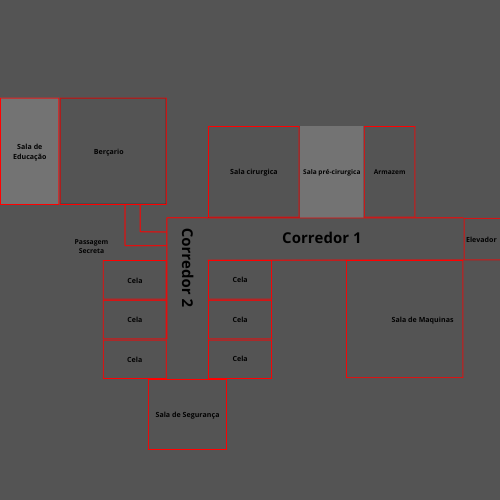 Sala de
Educação
Berçario
Sala cirurgica
Sala pré-cirurgica
Armazem
Passagem
Secreta
Corredor 2
Corredor 1
Elevador
Cela
Cela
Cela
Cela
Cela
Cela
Sala de Maquinas
Sala de Segurança